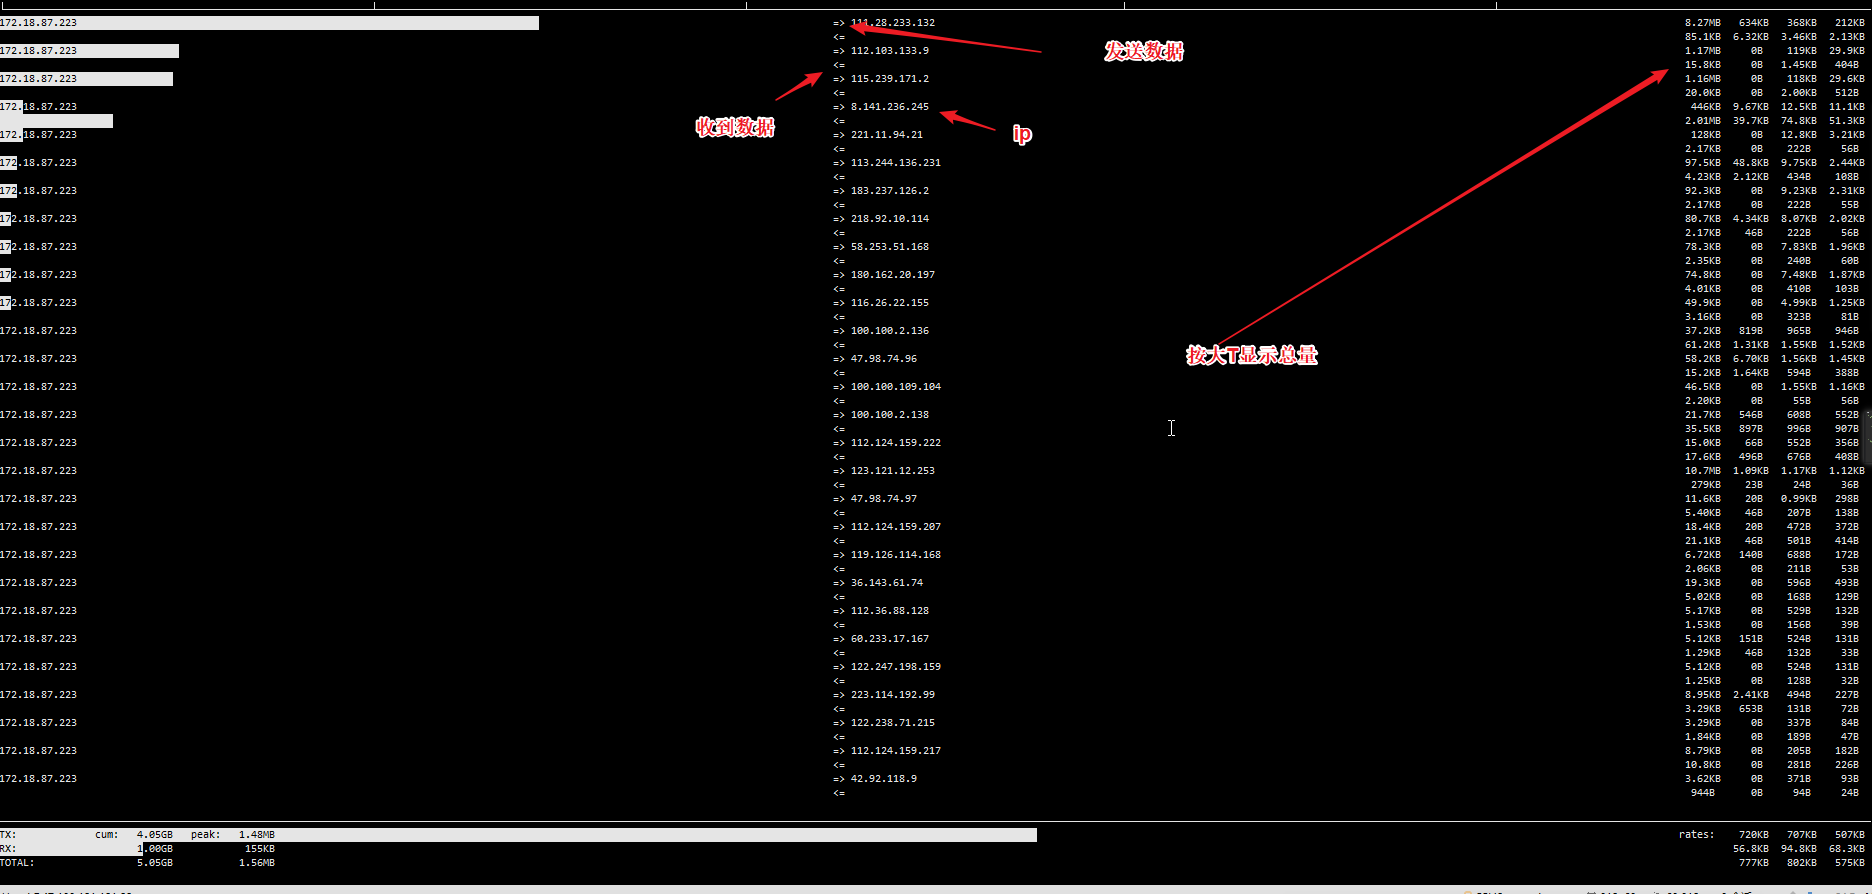 172.18.87.223 => 111.28.233.132 8.27MB 634KB 368KB 212KB
<= 85.1KB 6.32KB 3.46KB 2.13KB
发送数据
172.18.87.223 => 112.103.133.9 1.17MB 0B 119KB 29.9KB
<= 15.8KB 0B 1.45KB 404B
172.18.87.223 => 115.239.171.2 1.16MB 0B 118KB 29.6KB
<= 20.0KB 0B 2.00KB 512B
172.18.87.223 => 8.141.236.245 446KB 9.67KB 12.5KB 11.1KB
<= 2.01MB 39.7KB 74.8KB 51.3KB
收到数据
ip
172.18.87.223 => 221.11.94.21 128KB 0B 12.8KB 3.21KB
<= 2.17KB 0B 222B 56B
172.18.87.223 => 113.244.136.231 97.5KB 48.8KB 9.75KB 2.44KB
<= 4.23KB 2.12KB 434B 108B
172.18.87.223 => 183.237.126.2 92.3KB 0B 9.23KB 2.31KB
<= 2.17KB 0B 222B 55B
172.18.87.223 => 218.92.10.114 80.7KB 4.34KB 8.07KB 2.02KB
<= 2.17KB 46B 222B 56B
172.18.87.223 => 58.253.51.168 78.3KB 0B 7.83KB 1.96KB
<= 2.35KB 0B 240B 60B
172.18.87.223 => 180.162.20.197 74.8KB 0B 7.48KB 1.87KB
<= 4.01KB 0B 410B 103B
172.18.87.223 => 116.26.22.155 49.9KB 0B 4.99KB 1.25KB
<= 3.16KB 0B 323B 81B
172.18.87.223 => 100.100.2.136 37.2KB 819B 965B 946B
<= 61.2KB 1.31KB 1.55KB 1.52KB
按大T显示总量
172.18.87.223 => 47.98.74.96 58.2KB 6.70KB 1.56KB 1.45KB
<= 15.2KB 1.64KB 594B 388B
172.18.87.223 => 100.100.109.104 46.5KB 0B 1.55KB 1.16KB
<= 2.20KB 0B 55B 56B
172.18.87.223 => 100.100.2.138 21.7KB 546B 608B 552B
<= 35.5KB 897B 996B 907B
172.18.87.223 => 112.124.159.222 15.0KB 66B 552B 356B
<= 17.6KB 496B 676B 408B
172.18.87.223 => 123.121.12.253 10.7MB 1.09KB 1.17KB 1.12KB
<= 279KB 23B 24B 36B
172.18.87.223 => 47.98.74.97 11.6KB 20B 0.99KB 298B
<= 5.40KB 46B 207B 138B
172.18.87.223 => 112.124.159.207 18.4KB 20B 472B 372B
<= 21.1KB 46B 501B 414B
172.18.87.223 => 119.126.114.168 6.72KB 140B 688B 172B
<= 2.06KB 0B 211B 53B
172.18.87.223 => 36.143.61.74 19.3KB 0B 596B 493B
<= 5.02KB 0B 168B 129B
172.18.87.223 => 112.36.88.128 5.17KB 0B 529B 132B
<= 1.53KB 0B 156B 39B
172.18.87.223 => 60.233.17.167 5.12KB 151B 524B 131B
<= 1.29KB 46B 132B 33B
172.18.87.223 => 122.247.198.159 5.12KB 0B 524B 131B
<= 1.25KB 0B 128B 32B
172.18.87.223 => 223.114.192.99 8.95KB 2.41KB 494B 227B
<= 3.29KB 653B 131B 72B
172.18.87.223 => 122.238.71.215 3.29KB 0B 337B 84B
<= 1.84KB 0B 189B 47B
172.18.87.223 => 112.124.159.217 8.79KB 0B 205B 182B
<= 10.8KB 0B 281B 226B
172.18.87.223 => 42.92.118.9 3.62KB 0B 371B 93B
<= 944B 0B 94B 24B
TX: cum: 4.05GB peak: 1.48MB rates: 720KB 707KB 507KB
RX: 1.00GB 155KB 56.8KB 94.8KB 68.3KB
TOTAL: 5.05GB 1.56MB 777KB 802KB 575KB